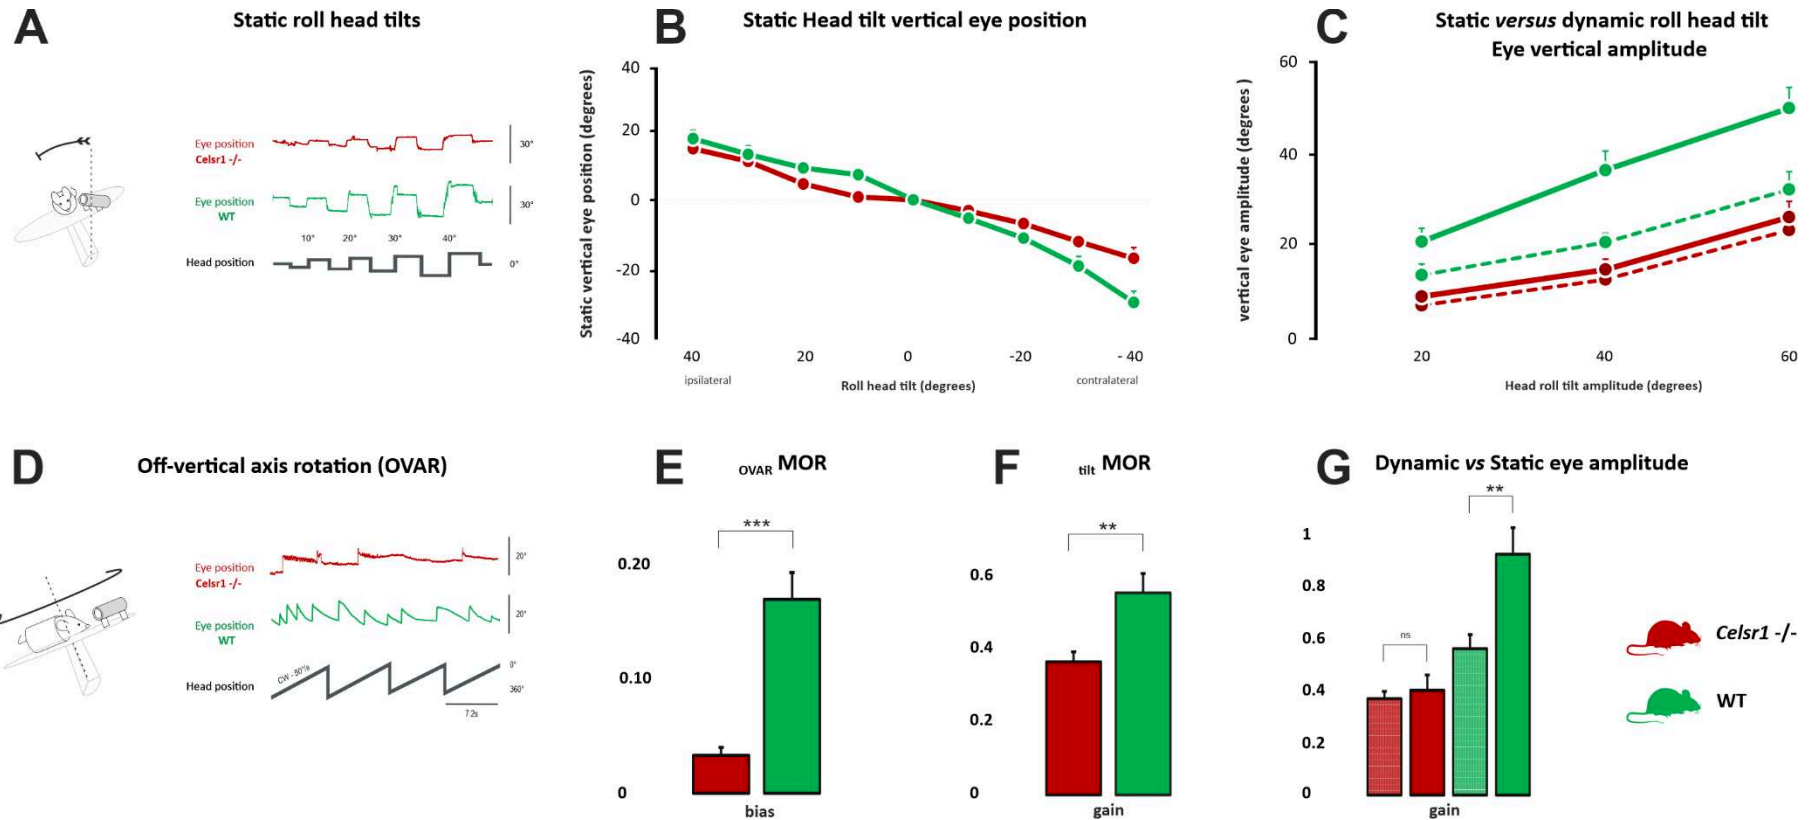 A
Static roll head tilts
Eye position
Celsr1 -/-
30°
Eye position
WT
30°
10° 20° 30° 40°
Head position
0°
B
Static Head tilt vertical eye position
Static vertical eye position (degrees)
40
20
0
-20
-40
40 20 0 -20 - 40
ipsilateral
Roll head tilt (degrees)
contralateral
C
Static versus dynamic roll head tilt
Eye vertical amplitude
vertical eye amplitude (degrees )
60
40
20
0
20 40 60
Head roll tilt amplitude (degrees)
D
Off-vertical axis rotation (OVAR)
Eye position
Celsr1 -/-
20°
Eye position
WT
20°
Head position
CW - 50°/s
0°
360°
7.2s
E
OVAR MOR
***
0.20
0.10
0
bias
F
tilt MOR
**
0.6
0.4
0.2
0
gain
G
Dynamic vs Static eye amplitude
**
ns
1
0.8
0.6
0.4
0.2
0
gain
Celsr1 -/-
WT